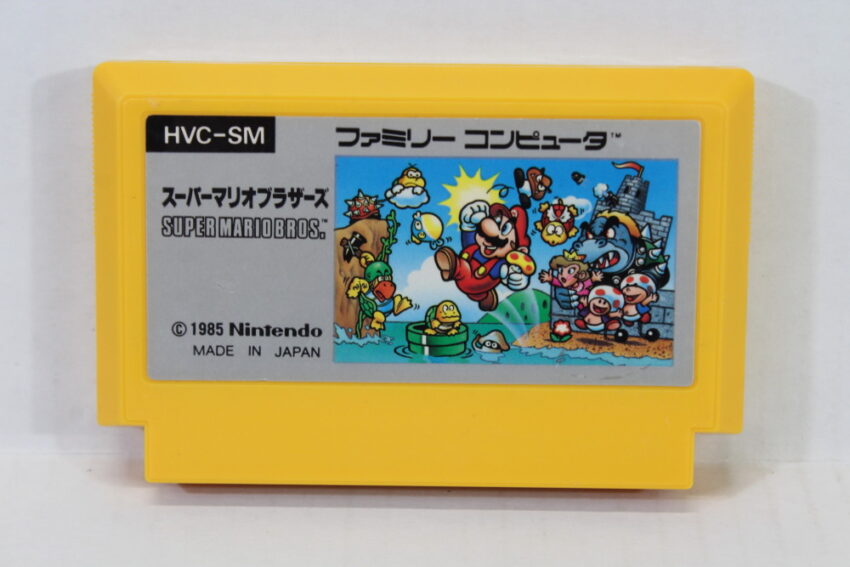 HVC-SM
ファミリー コンピュータ™
スーパーマリオブラザーズ
SUPER MARIO BROS.™
© 1985 Nintendo
MADE IN JAPAN